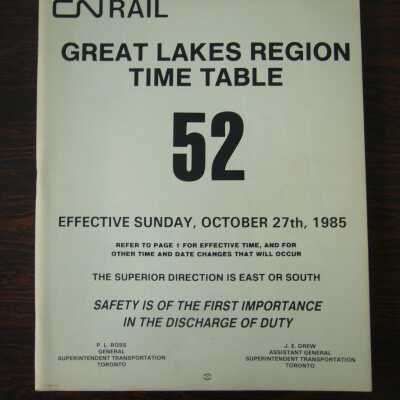 CN RAIL
GREAT LAKES REGION
TIME TABLE
52
EFFECTIVE SUNDAY, OCTOBER 27th, 1985
REFER TO PAGE 1 FOR EFFECTIVE TIME, AND FOR
OTHER TIME AND DATE CHANGES THAT WILL OCCUR
THE SUPERIOR DIRECTION IS EAST OR SOUTH
SAFETY IS OF THE FIRST IMPORTANCE
IN THE DISCHARGE OF DUTY
P. L. ROSS
GENERAL
SUPERINTENDENT TRANSPORTATION
TORONTO
J. E. DREW
ASSISTANT GENERAL
SUPERINTENDENT TRANSPORTATION
TORONTO